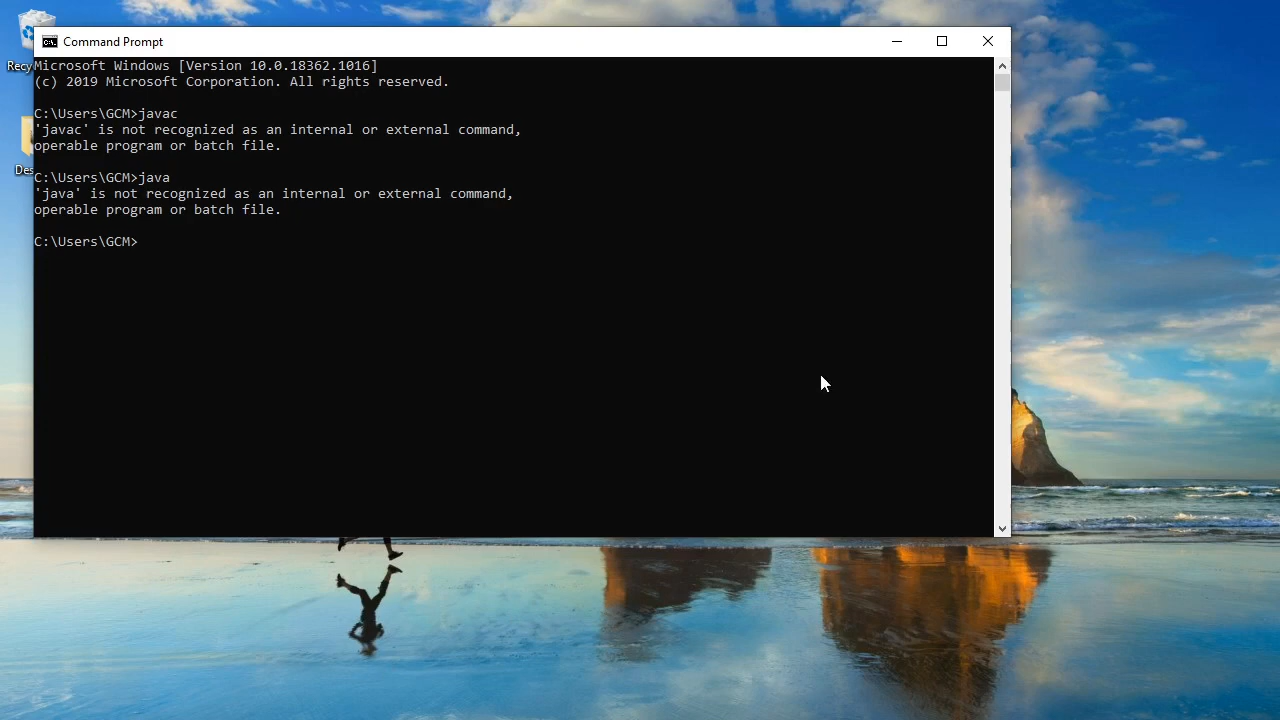 Command Prompt
Recy
Microsoft Windows [Version 10.0.18362.1016]
(c) 2019 Microsoft Corporation. All rights reserved.
C:\Users\GCM>javac
'javac' is not recognized as an internal or external command,
operable program or batch file.
Des
C:\Users\GCM>java
'java' is not recognized as an internal or external command,
operable program or batch file.
C:\Users\GCM>